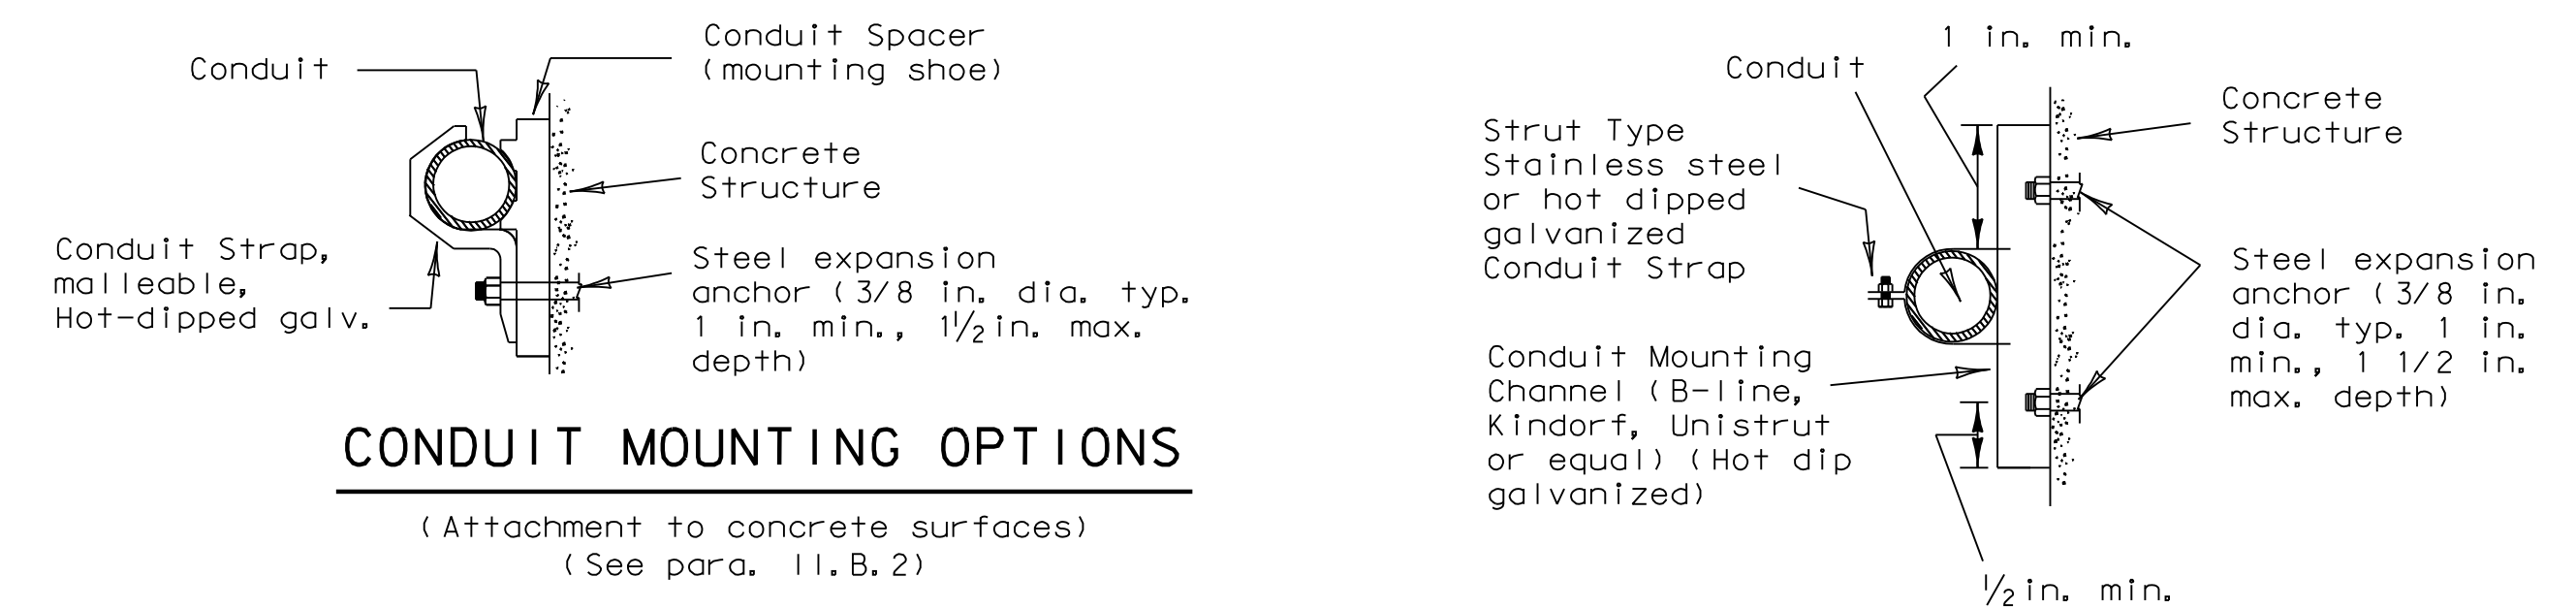 Conduit
Conduit Spacer
(mounting shoe)
Concrete
Structure
Conduit Strap,
malleable,
Hot-dipped galv.
Steel expansion
anchor (3/8 in. dia. typ.
1 in. min., 1 1/2 in. max.
depth)
CONDUIT MOUNTING OPTIONS
(Attachment to concrete surfaces)
(See para. II.B.2)
1 in. min.
Conduit
Concrete
Structure
Strut Type
Stainless steel
or hot dipped
galvanized
Conduit Strap
Steel expansion
anchor (3/8 in.
dia. typ. 1 in.
min., 1 1/2 in.
max. depth)
Conduit Mounting
Channel (B-line,
Kindorf, Unistrut
or equal) (Hot dip
galvanized)
1/2 in. min.